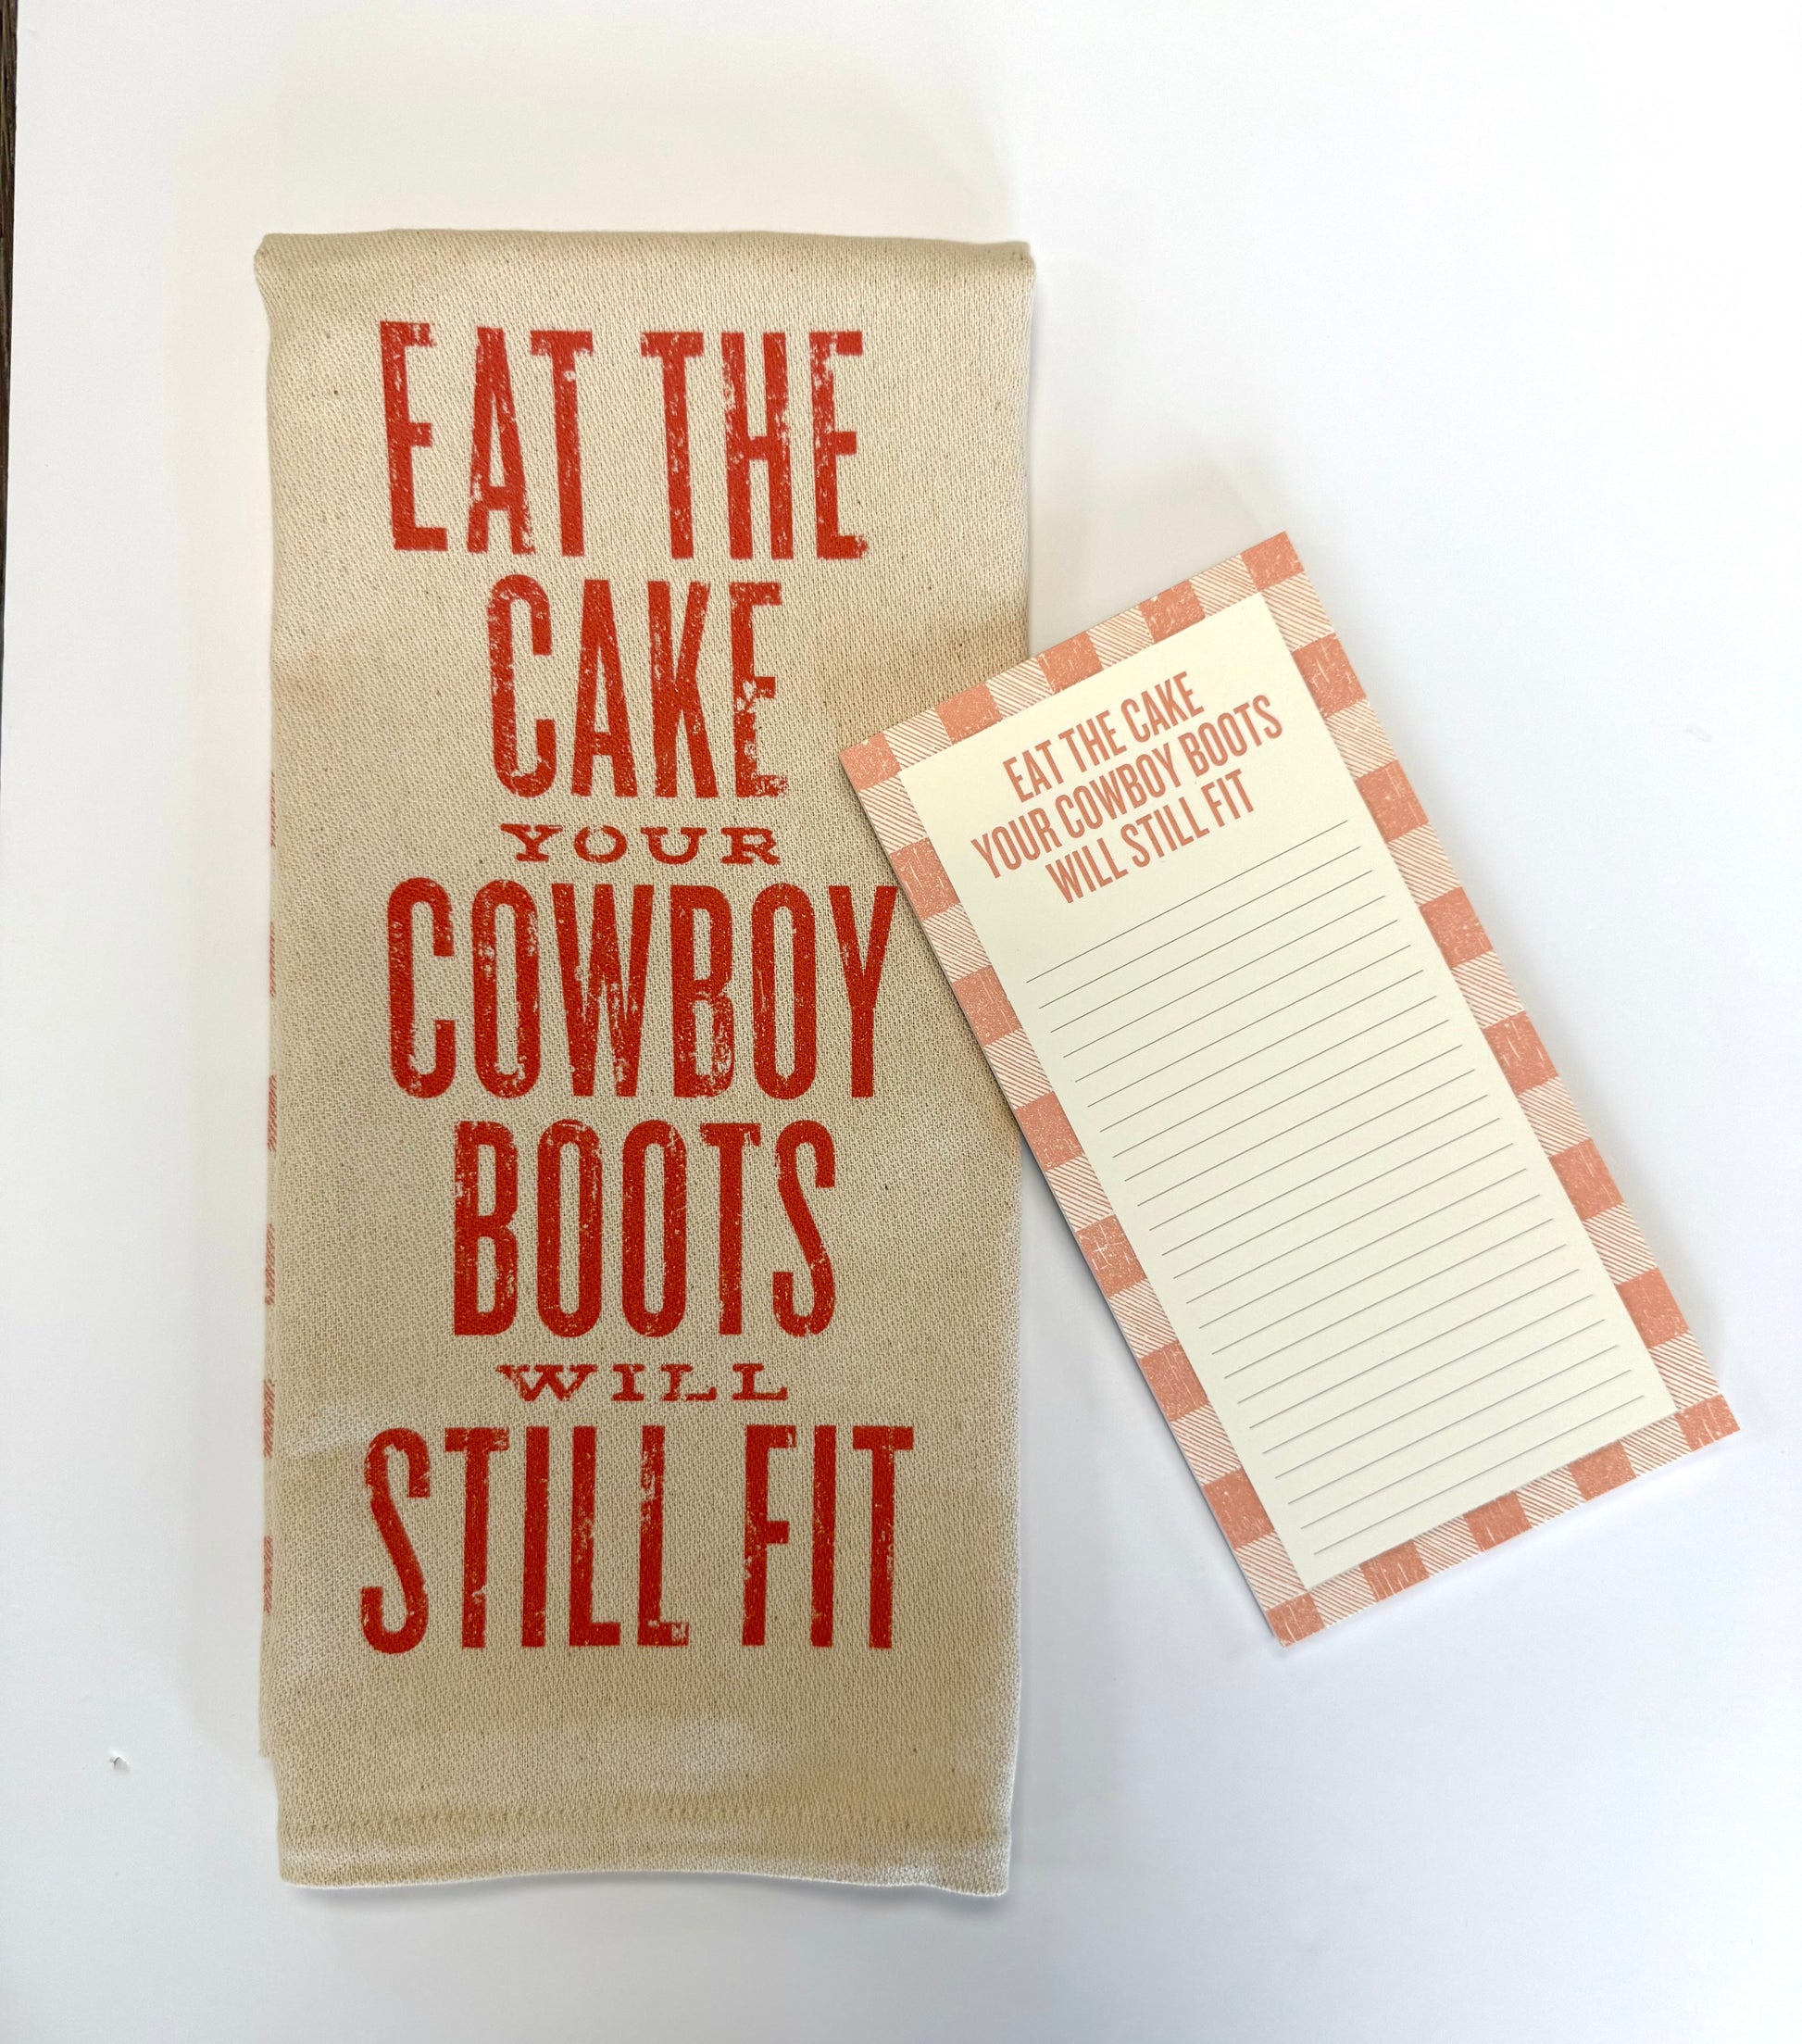 EAT THE
CAKE
YOUR
COWBOY
BOOTS
WILL
STILL FIT
EAT THE CAKE
YOUR COWBOY BOOTS
WILL STILL FIT